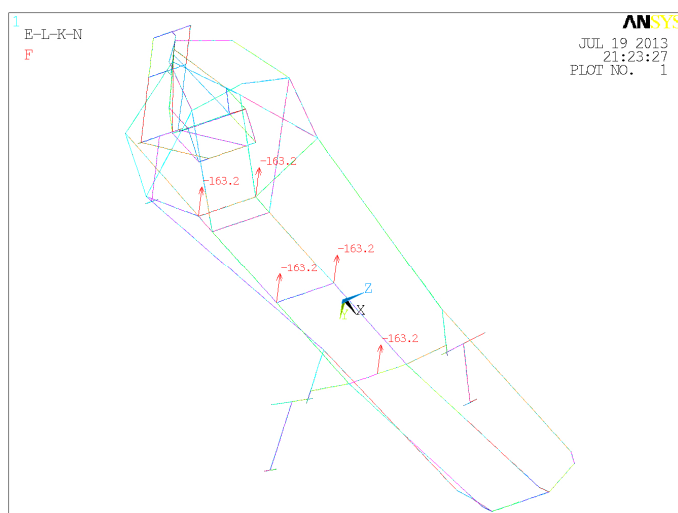 1
E-L-K-N
F
ANSYS
JUL 19 2013
21:23:27
PLOT NO. 1
-163.2
-163.2
-163.2
-163.2
Z
X
Y
-163.2